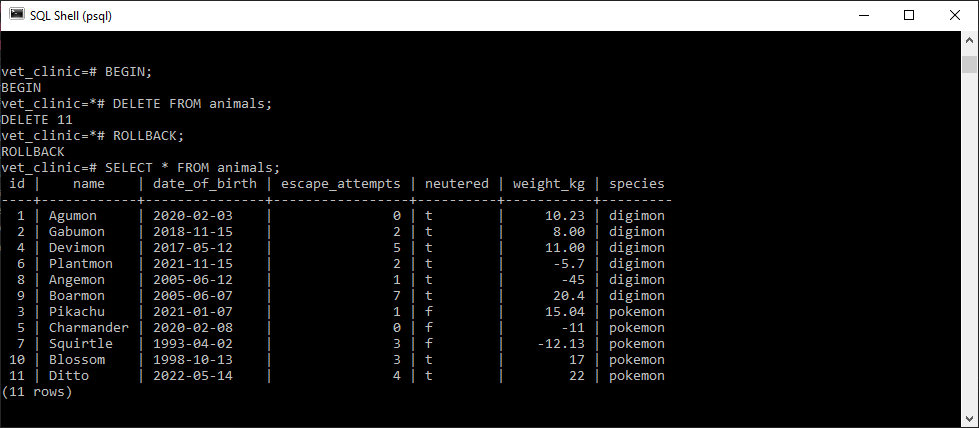 SQL Shell (psql)
vet_clinic=# BEGIN;
BEGIN
vet_clinic=*# DELETE FROM animals;
DELETE 11
vet_clinic=*# ROLLBACK;
ROLLBACK
vet_clinic=# SELECT * FROM animals;
 id |    name    | date_of_birth | escape_attempts | neutered | weight_kg | species
----+------------+---------------+-----------------+----------+-----------+---------
  1 | Agumon     | 2020-02-03    |               0 | t        |     10.23 | digimon
  2 | Gabumon    | 2018-11-15    |               2 | t        |      8.00 | digimon
  4 | Devimon    | 2017-05-12    |               5 | t        |     11.00 | digimon
  6 | Plantmon   | 2021-11-15    |               2 | t        |      -5.7 | digimon
  8 | Angemon    | 2005-06-12    |               1 | t        |       -45 | digimon
  9 | Boarmon    | 2005-06-07    |               7 | t        |      20.4 | digimon
  3 | Pikachu    | 2021-01-07    |               1 | f        |     15.04 | pokemon
  5 | Charmander | 2020-02-08    |               0 | f        |       -11 | pokemon
  7 | Squirtle   | 1993-04-02    |               3 | f        |    -12.13 | pokemon
 10 | Blossom    | 1998-10-13    |               3 | t        |        17 | pokemon
 11 | Ditto      | 2022-05-14    |               4 | t        |        22 | pokemon
(11 rows)